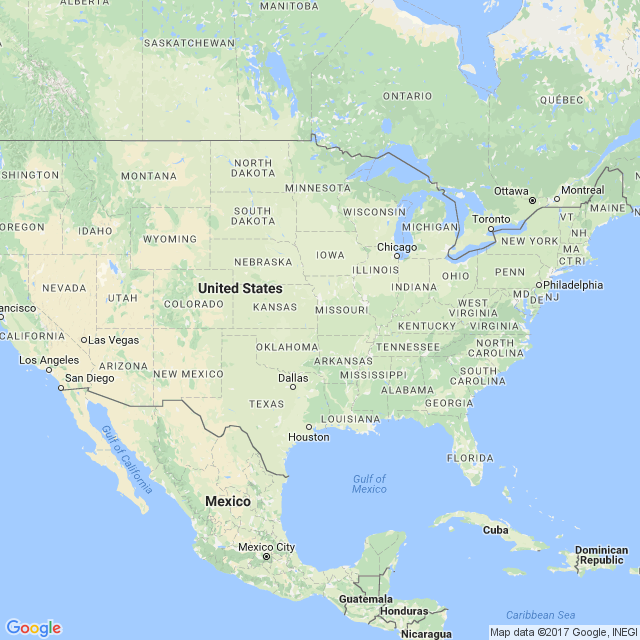 ALBERTA
MANITOBA
SASKATCHEWAN
ONTARIO
QUÉBEC
NORTH
DAKOTA
SHINGTON
MONTANA
MINNESOTA
Ottawa
Montreal
MAINE
SOUTH
DAKOTA
WISCONSIN
MICHIGAN
Toronto
VT
NH
OREGON
IDAHO
WYOMING
Chicago
NEW YORK
MA
CT
RI
NEBRASKA
IOWA
ILLINOIS
INDIANA
OHIO
PENN
NEVADA
UTAH
COLORADO
United States
KANSAS
MISSOURI
WEST
VIRGINIA
MD
DE
NJ
Philadelphia
ancisco
CALIFORNIA
Las Vegas
KENTUCKY
VIRGINIA
OKLAHOMA
ARKANSAS
TENNESSEE
NORTH
CAROLINA
Los Angeles
ARIZONA
NEW MEXICO
San Diego
Dallas
MISSISSIPPI
ALABAMA
SOUTH
CAROLINA
TEXAS
GEORGIA
LOUISIANA
Houston
Gulf of California
FLORIDA
Gulf of
Mexico
Mexico
Cuba
Mexico City
Dominican
Republic
Guatemala
Honduras
Nicaragua
Caribbean Sea
Google
Map data ©2017 Google, INEGI